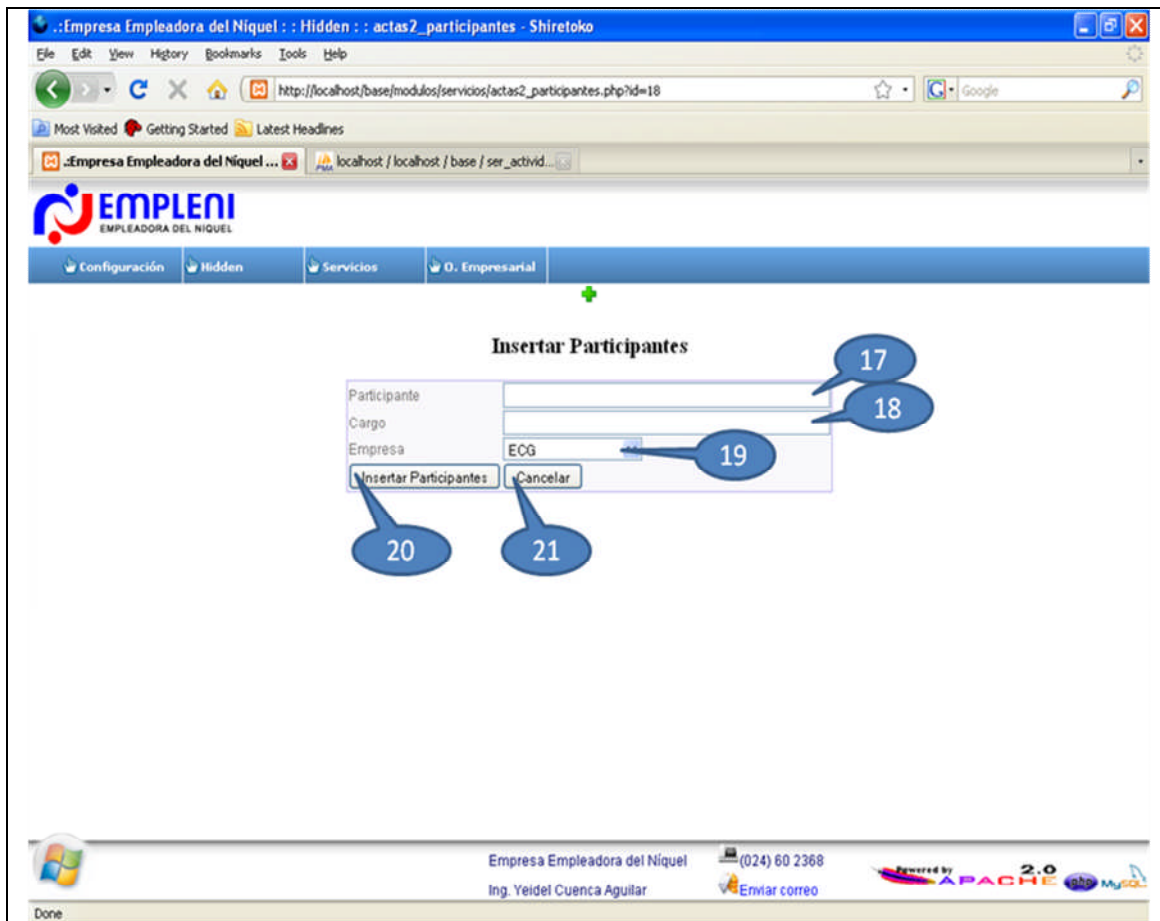 .:Empresa Empleadora del Níquel : : Hidden : : actas2_participantes - Shiretoko
File Edit View History Bookmarks Tools Help
http://localhost/base/modulos/servicios/actas2_participantes.php?id=18
Google
Most Visited Getting Started Latest Headlines
.:Empresa Empleadora del Níquel ... localhost / localhost / base / ser_activid...
EMPLENI
EMPLEADORA DEL NIQUEL
Configuración Hidden Servicios O. Empresarial
Insertar Participantes
17
Participante
18
Cargo
Empresa ECG
19
Insertar Participantes Cancelar
20 21
Empresa Empleadora del Níquel (024) 60 2368
Powered by APACHE 2.0 php MySQL
Ing. Yeidel Cuenca Aguilar Enviar correo
Done